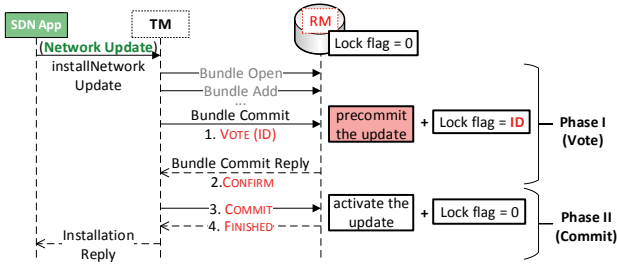 SDN App
TM
RM
Lock flag = 0
(Network Update)
installNetwork
Update
Bundle Open
Bundle Add
...
Bundle Commit
1. VOTE (ID)
precommit
the update
+
Lock flag = ID
Phase I
(Vote)
Bundle Commit Reply
2.CONFIRM
3. COMMIT
activate the
update
+
Lock flag = 0
4. FINISHED
Phase II
(Commit)
Installation
Reply